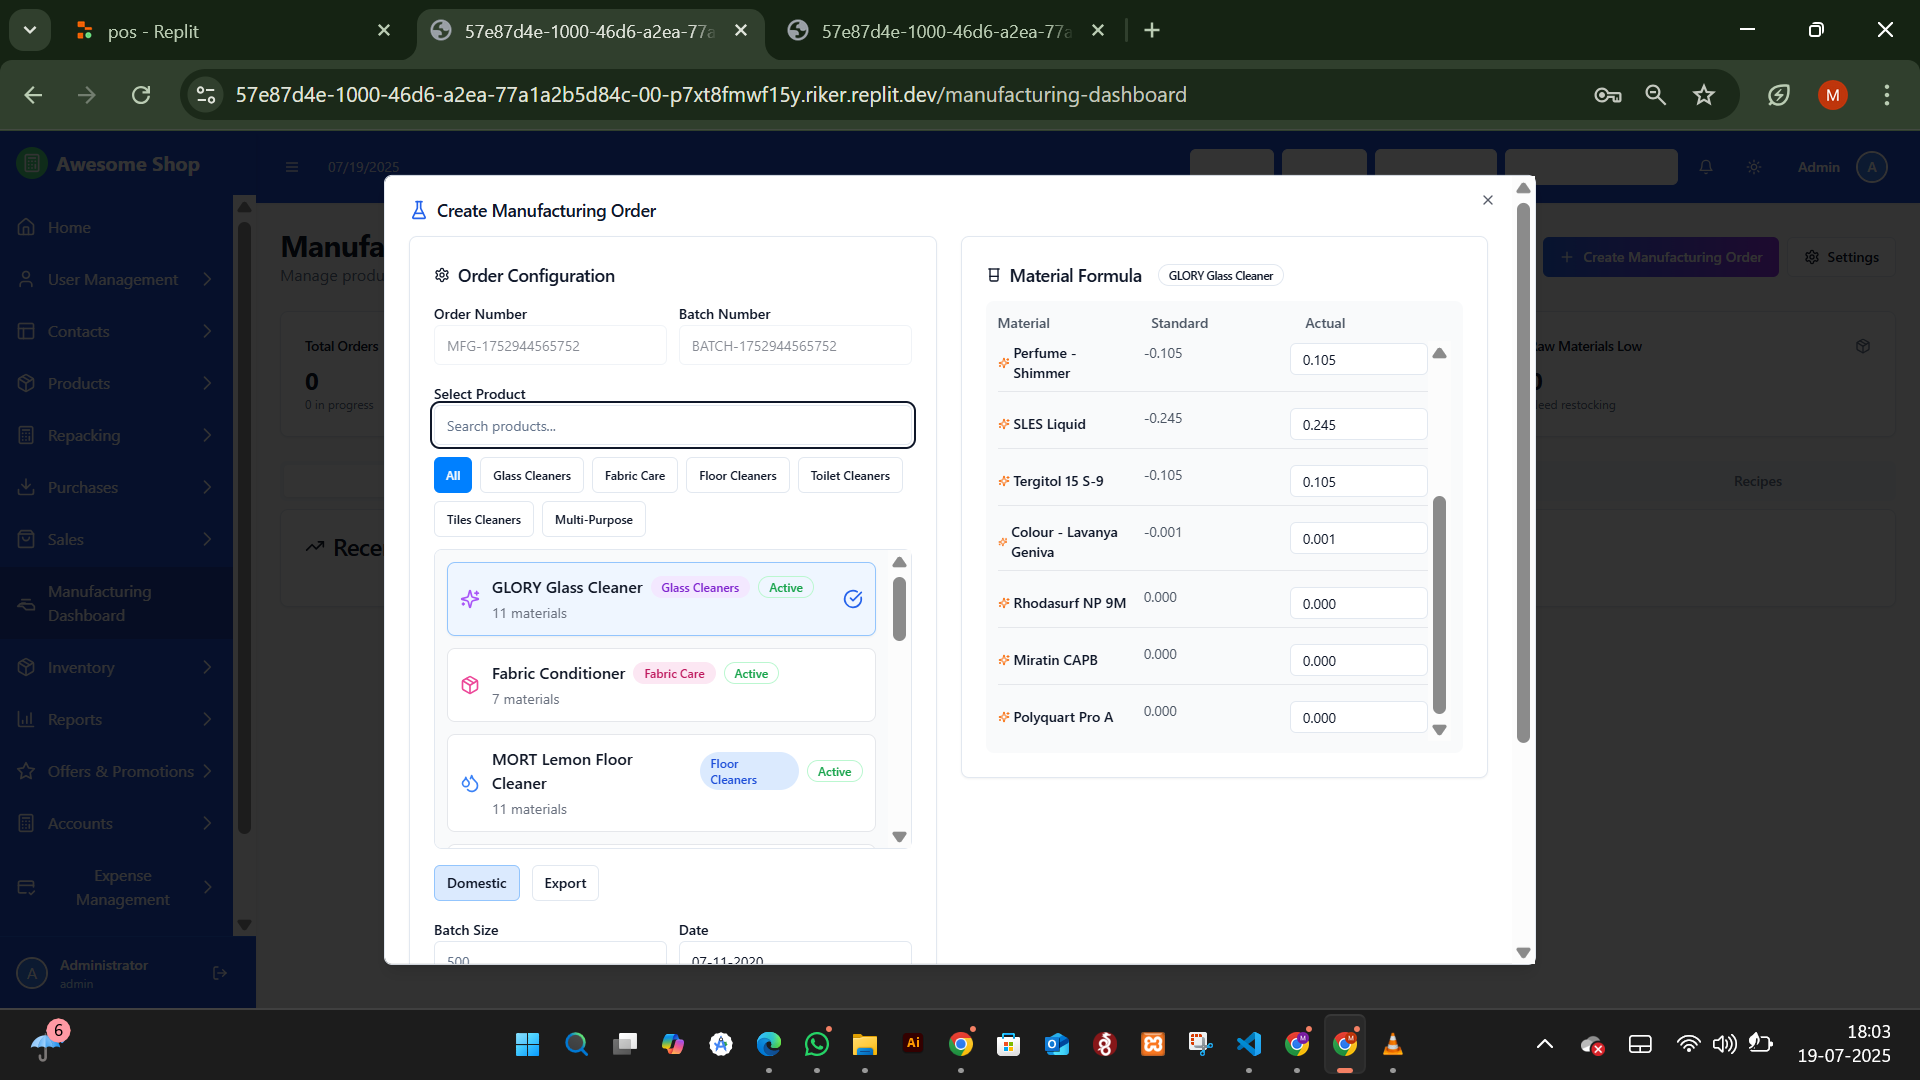 pos - Replit
57e87d4e-1000-46d6-a2ea-77a
57e87d4e-1000-46d6-a2ea-77a
57e87d4e-1000-46d6-a2ea-77a1a2b5d84c-00-p7xt8fmwf15y.riker.replit.dev/manufacturing-dashboard
M
Awesome Shop
07/19/2025
Admin
A
Home
User Management
Contacts
Products
Repacking
Purchases
Sales
Manufacturing
Dashboard
Inventory
Reports
Offers & Promotions
Accounts
Expense
Management
A
Administrator
admin
Manufa
Manage produ
Create Manufacturing Order
Settings
Total Orders
0
0 in progress
aw Materials Low
0
eed restocking
Recipes
Rece
Create Manufacturing Order
Order Configuration
Order Number
Batch Number
MFG-1752944565752
BATCH-1752944565752
Select Product
Search products...
All
Glass Cleaners
Fabric Care
Floor Cleaners
Toilet Cleaners
Tiles Cleaners
Multi-Purpose
GLORY Glass Cleaner
Glass Cleaners
Active
11 materials
Fabric Conditioner
Fabric Care
Active
7 materials
MORT Lemon Floor
Cleaner
Floor
Cleaners
Active
11 materials
Domestic
Export
Batch Size
Date
500
07-11-2020
Material Formula
GLORY Glass Cleaner
Material Standard Actual
Perfume -
Shimmer
-0.105
0.105
SLES Liquid
-0.245
0.245
Tergitol 15 S-9
-0.105
0.105
Colour - Lavanya
Geniva
-0.001
0.001
Rhodasurf NP 9M
0.000
0.000
Miratin CAPB
0.000
0.000
Polyquart Pro A
0.000
0.000
6
Ai
18:03
19-07-2025